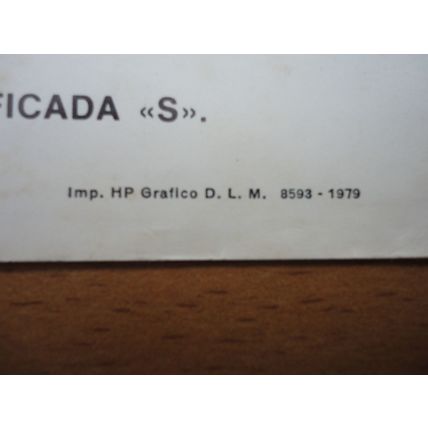 FICADA «S».
Imp. HP Grafico D. L. M. 8593 - 1979